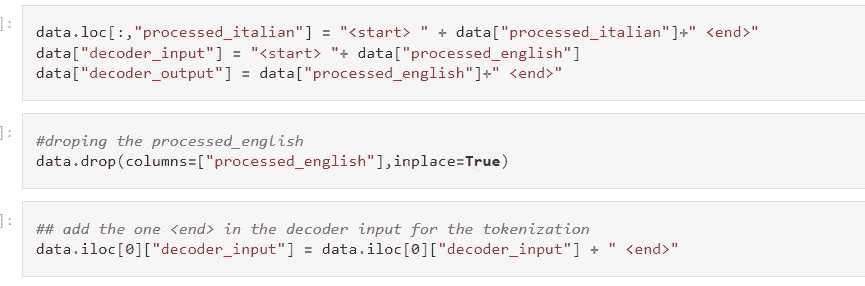 ]:
data.loc[:,"processed_italian"] = "<start> " + data["processed_italian"]+" <end>"
data["decoder_input"] = "<start> "+ data["processed_english"]
data["decoder_output"] = data["processed_english"]+" <end>"
]:
#droping the processed_english
data.drop(columns=["processed_english"],inplace=True)
]:
## add the one <end> in the decoder input for the tokenization
data.iloc[0]["decoder_input"] = data.iloc[0]["decoder_input"] + " <end>"